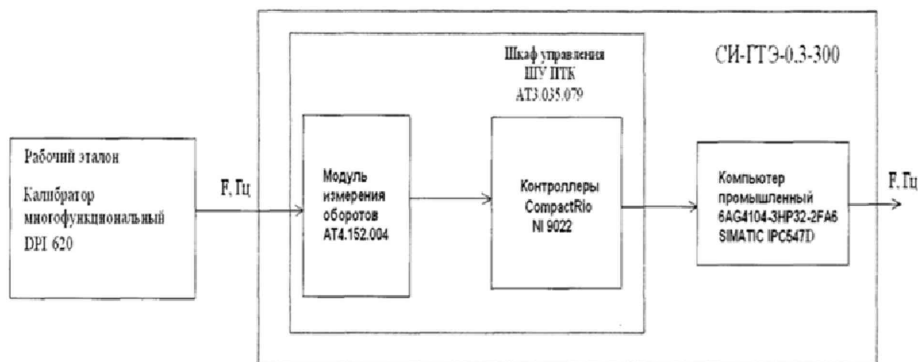 Шкаф управления
ШУ ПТК
АТ3.035.079
СИ-ГТЭ-0.3-300
Рабочий эталон
Калибратор
многофункциональный
DPI 620
F, Гц
Модуль
измерения
оборотов
АТ4.152.004
Контроллеры
CompactRio
NI 9022
Компьютер
промышленный
6AG4104-3HP32-2FA6
SIMATIC IPC547D
F, Гц